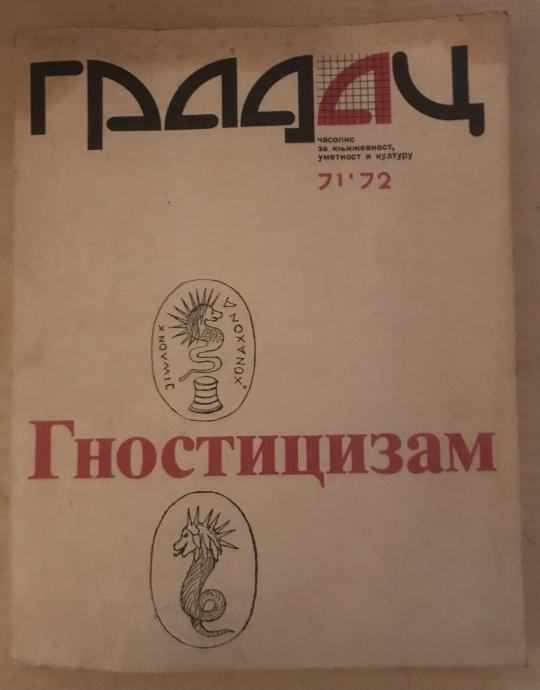 градац
часопис
за књижевност,
уметност и културу
71'72
Гностицизам